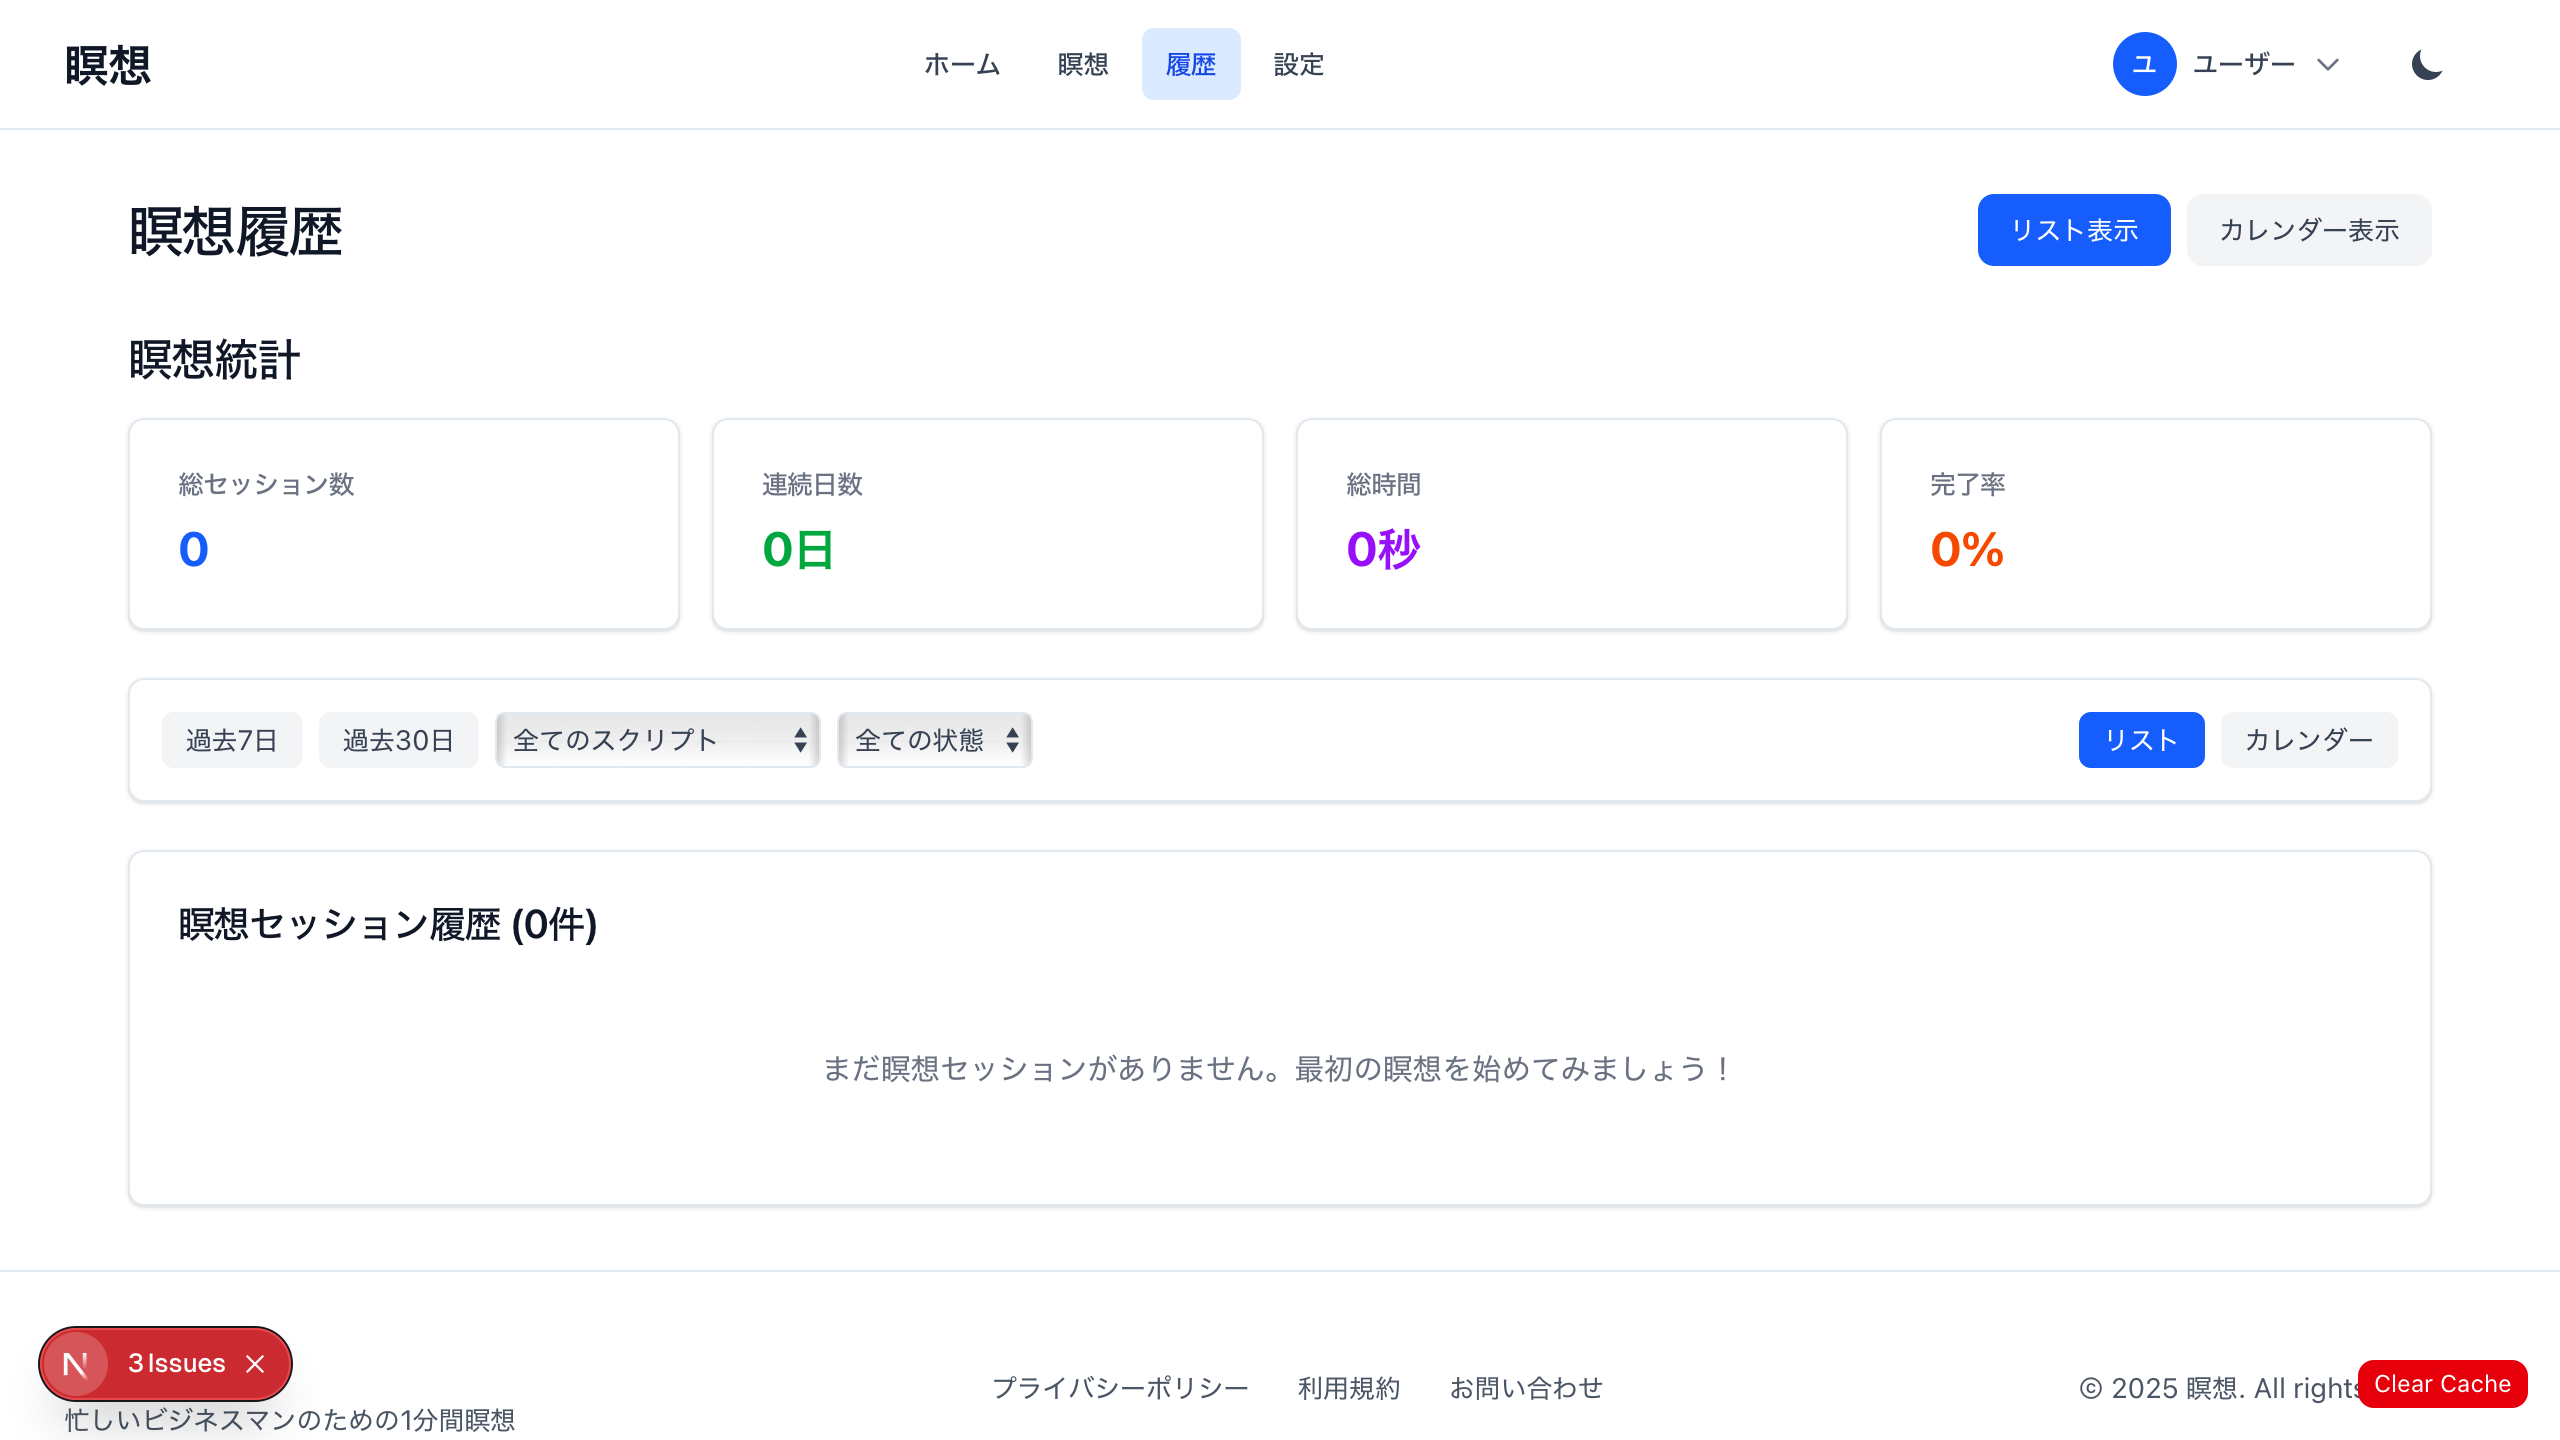 瞑想
ホーム 瞑想 履歴 設定
ユ ユーザー
瞑想履歴
リスト表示 カレンダー表示
瞑想統計
総セッション数
0
連続日数
0日
総時間
0秒
完了率
0%
過去7日 過去30日 全てのスクリプト 全ての状態 リスト カレンダー
瞑想セッション履歴 (0件)
まだ瞑想セッションがありません。最初の瞑想を始めてみましょう！
N 3 Issues
忙しいビジネスマンのための1分間瞑想
プライバシーポリシー 利用規約 お問い合わせ
© 2025 瞑想. All rights
Clear Cache